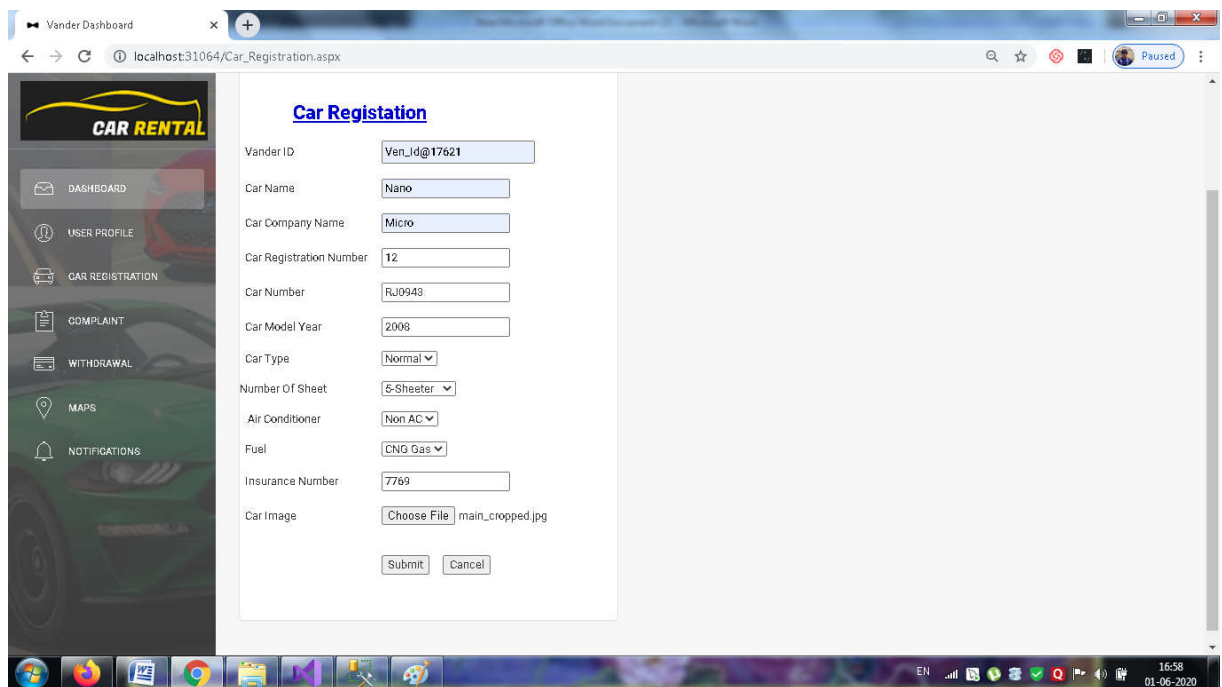 Vander Dashboard
localhost:31064/Car_Registration.aspx
Paused
CAR RENTAL
DASHBOARD
USER PROFILE
CAR REGISTRATION
COMPLAINT
WITHDRAWAL
MAPS
NOTIFICATIONS
Car Registation
Vander ID Ven_Id@17621
Car Name Nano
Car Company Name Micro
Car Registration Number 12
Car Number RJ0943
Car Model Year 2008
Car Type Normal
Number Of Sheet 5-Sheeter
Air Conditioner Non AC
Fuel CNG Gas
Insurance Number 7769
Car Image Choose File main_cropped.jpg
Submit Cancel
EN
16:58
01-06-2020